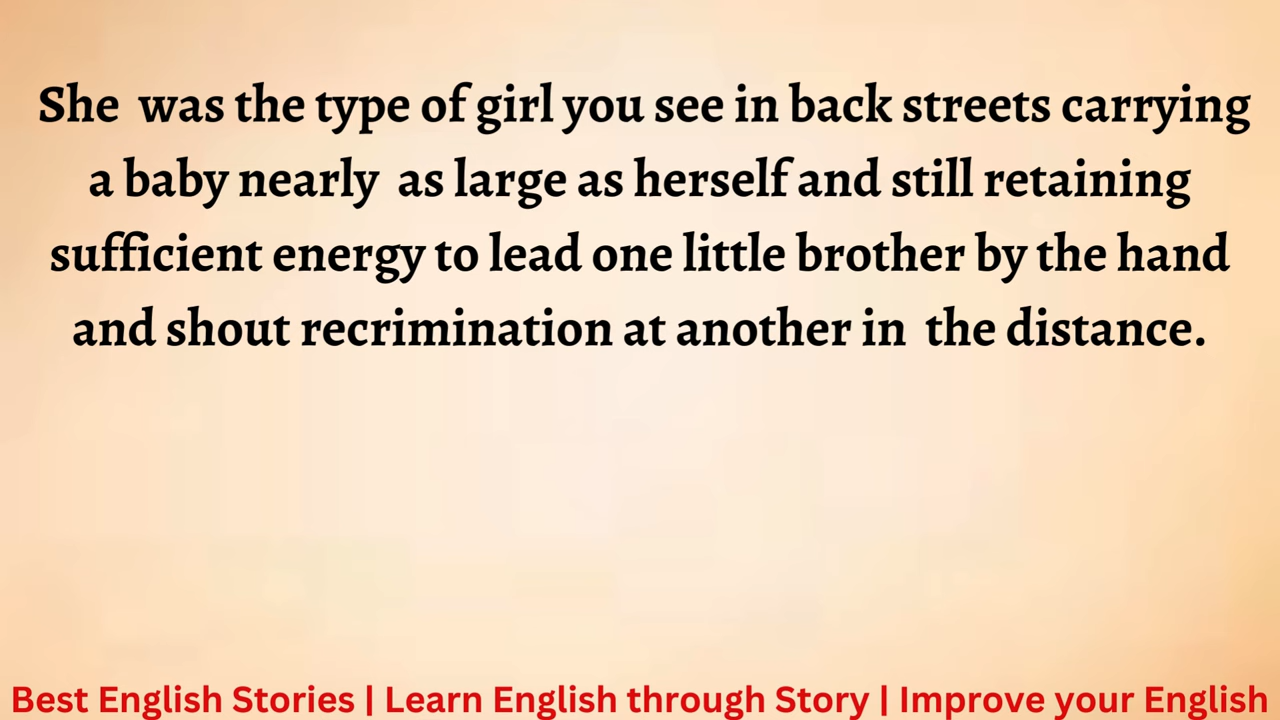 She was the type of girl you see in back streets carrying
a baby nearly as large as herself and still retaining
sufficient energy to lead one little brother by the hand
and shout recrimination at another in the distance.
Best English Stories | Learn English through Story | Improve your English